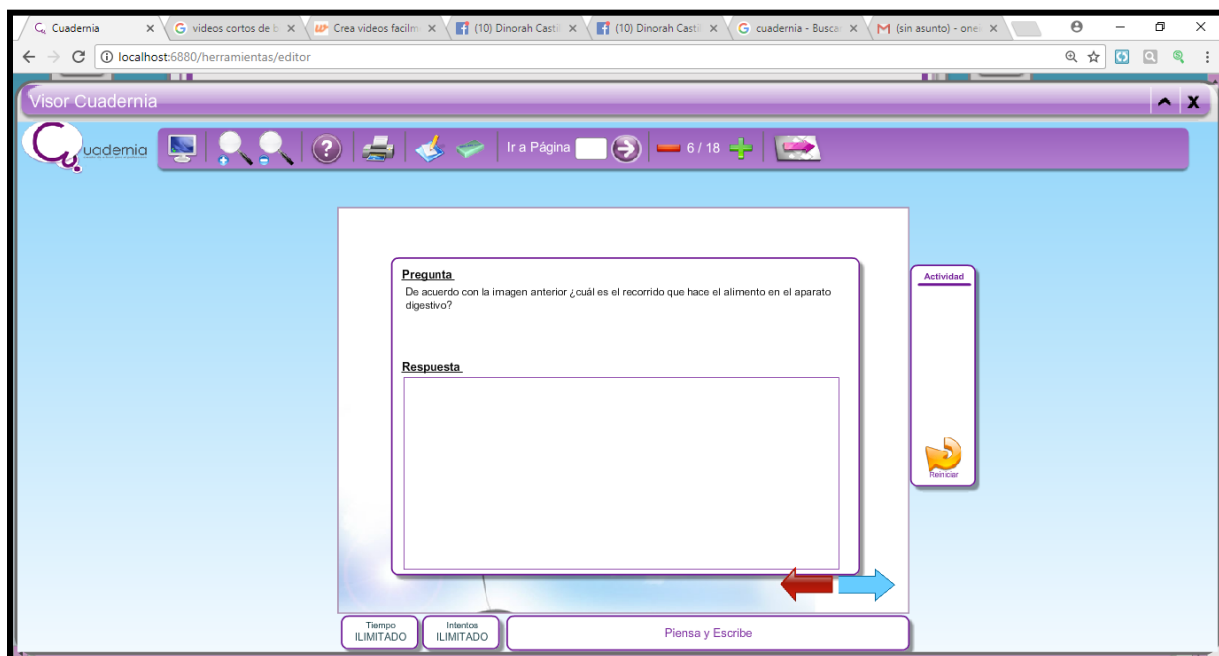 Cuadernia
videos cortos de b
Crea videos facilm
(10) Dinorah Casti
(10) Dinorah Casti
cuadernia - Buscar
(sin asunto) - one
localhost:6880/herramientas/editor
Visor Cuadernia
X
Cuadernia
Ir a Página
6 / 18
Pregunta
De acuerdo con la imagen anterior ¿cuál es el recorrido que hace el alimento en el aparato
digestivo?
Respuesta
Actividad
Reiniciar
Tiempo
ILIMITADO
Intentos
ILIMITADO
Piensa y Escribe